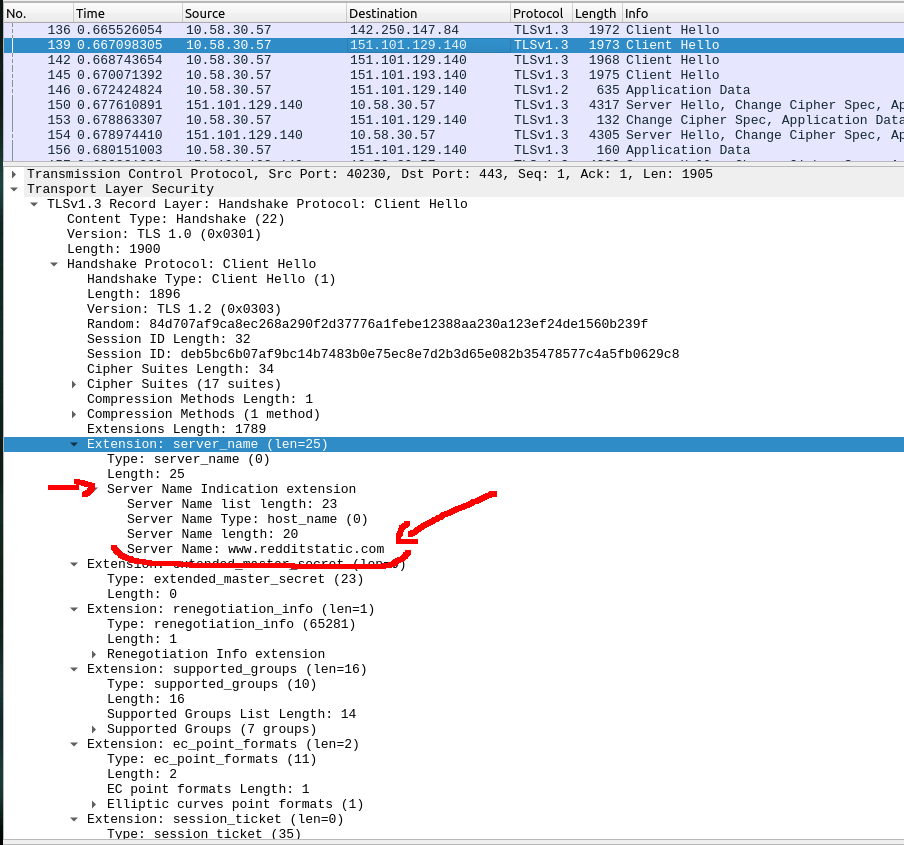 No. Time Source Destination Protocol Length Info
136 0.665526054 10.58.30.57 142.250.147.84 TLSv1.3 1972 Client Hello
139 0.667098305 10.58.30.57 151.101.129.140 TLSv1.3 1973 Client Hello
142 0.668743654 10.58.30.57 151.101.129.140 TLSv1.3 1968 Client Hello
145 0.670071392 10.58.30.57 151.101.193.140 TLSv1.3 1975 Client Hello
146 0.672424824 10.58.30.57 151.101.129.140 TLSv1.2 635 Application Data
150 0.677610891 151.101.129.140 10.58.30.57 TLSv1.3 4317 Server Hello, Change Cipher Spec, Ap
153 0.678863307 10.58.30.57 151.101.129.140 TLSv1.3 132 Change Cipher Spec, Application Data
154 0.678974410 151.101.129.140 10.58.30.57 TLSv1.3 4305 Server Hello, Change Cipher Spec, Ap
156 0.680151003 10.58.30.57 151.101.129.140 TLSv1.3 160 Application Data
Transmission Control Protocol, Src Port: 40230, Dst Port: 443, Seq: 1, Ack: 1, Len: 1905
Transport Layer Security
TLSv1.3 Record Layer: Handshake Protocol: Client Hello
Content Type: Handshake (22)
Version: TLS 1.0 (0x0301)
Length: 1900
Handshake Protocol: Client Hello
Handshake Type: Client Hello (1)
Length: 1896
Version: TLS 1.2 (0x0303)
Random: 84d707af9ca8ec268a290f2d37776a1febe12388aa230a123ef24de1560b239f
Session ID Length: 32
Session ID: deb5bc6b07af9bc14b7483b0e75ec8e7d2b3d65e082b35478577c4a5fb0629c8
Cipher Suites Length: 34
Cipher Suites (17 suites)
Compression Methods Length: 1
Compression Methods (1 method)
Extensions Length: 1789
Extension: server_name (len=25)
Type: server_name (0)
Length: 25
Server Name Indication extension
Server Name list length: 23
Server Name Type: host_name (0)
Server Name length: 20
Server Name: www.redditstatic.com
Extension: extended_master_secret
Type: extended_master_secret (23)
Length: 0
Extension: renegotiation_info (len=1)
Type: renegotiation_info (65281)
Length: 1
Renegotiation Info extension
Extension: supported_groups (len=16)
Type: supported_groups (10)
Length: 16
Supported Groups List Length: 14
Supported Groups (7 groups)
Extension: ec_point_formats (len=2)
Type: ec_point_formats (11)
Length: 2
EC point formats Length: 1
Elliptic curves point formats (1)
Extension: session_ticket (len=0)
Type: session_ticket (35)